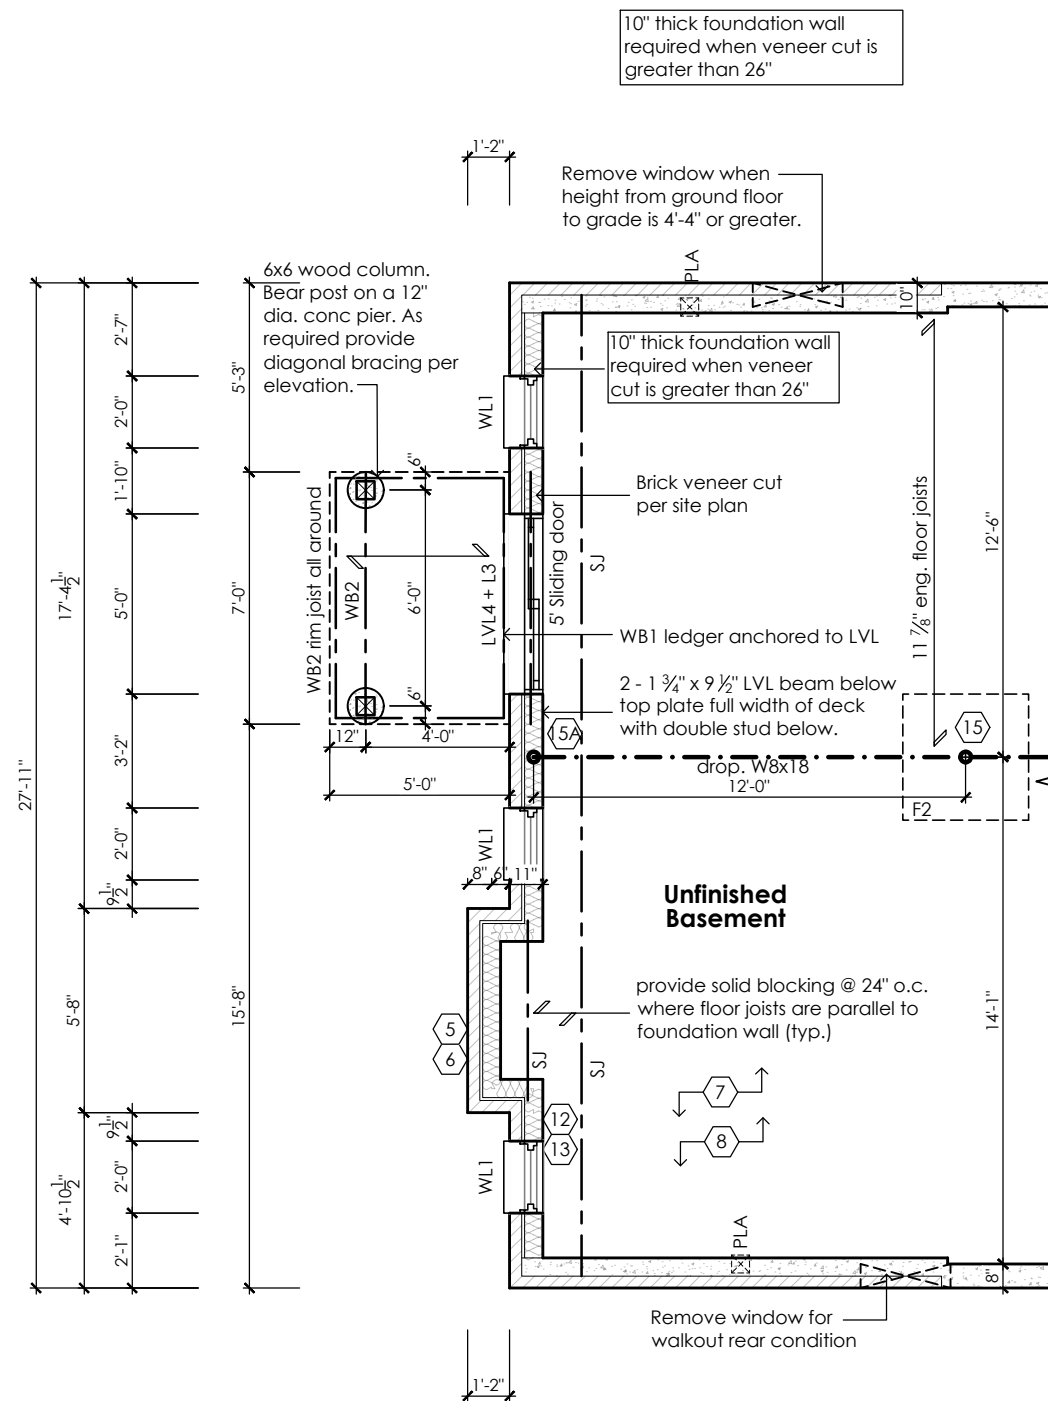 10" thick foundation wall
required when veneer cut is
greater than 26"
1'-2"
Remove window when
height from ground floor
to grade is 4'-4" or greater.
6x6 wood column.
Bear post on a 12"
dia. conc pier. As
required provide
diagonal bracing per
elevation.
PLA
10"
10" thick foundation wall
required when veneer
cut is greater than 26"
WL1
Brick veneer cut
per site plan
5' Sliding door
SJ
11 ⅞" eng. floor joists
12'-6"
WB2 rim joist all around
WB2
6"
6'-0"
6"
LVL4 + L3
WB1 ledger anchored to LVL
2 - 1 ¾" x 9 ½" LVL beam below
top plate full width of deck
with double stud below.
15A
15
drop. W8x18
12'-0"
F2
12"
4'-0"
5'-0"
27'-11"
17'-4 1/2"
5'-8"
4'-10 1/2"
2'-7"
2'-0"
1'-10"
5'-0"
3'-2"
2'-0"
9 1/2"
9 1/2"
2'-0"
2'-1"
5'-3"
7'-0"
15'-8"
WL1
8"
6"
11"
Unfinished
Basement
provide solid blocking @ 24" o.c.
where floor joists are parallel to
foundation wall (typ.)
14'-1"
5
6
SJ
SJ
7
8
12
13
WL1
PLA
8"
Remove window for
walkout rear condition
1'-2"